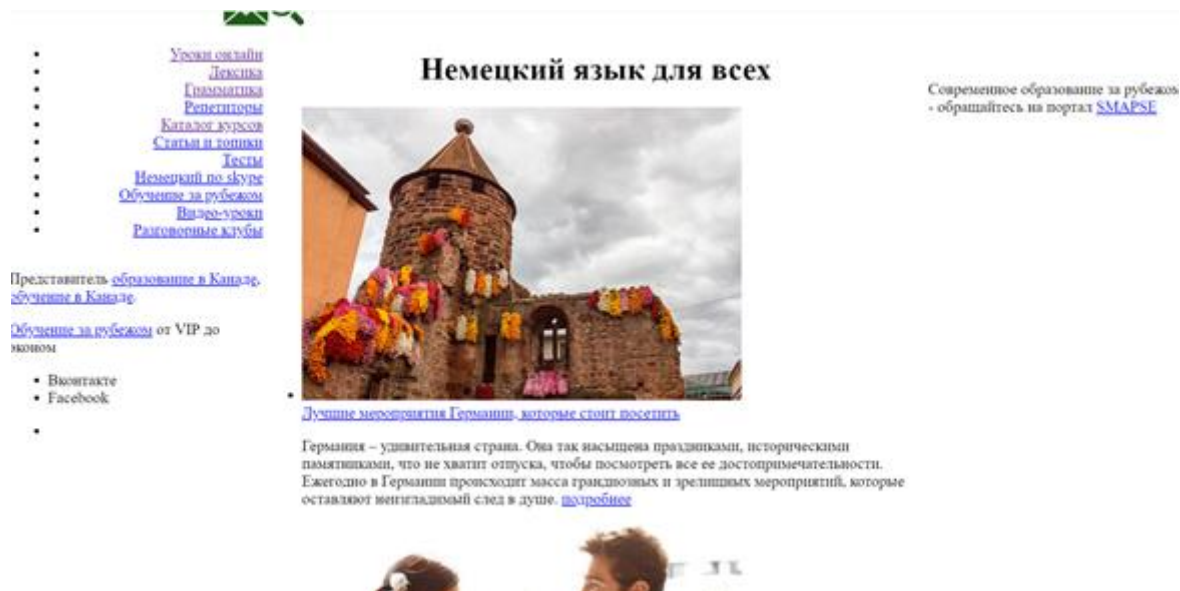 Уроки онлайн
Лексика
Грамматика
Репетиторы
Каталог курсов
Статьи и топики
Тесты
Немецкий по skype
Обучение за рубежом
Видео-уроки
Разговорные клубы
Представитель образование в Канаде,
обучение в Канаде.
Обучение за рубежом от VIP до
эконом
Вконтакте
Facebook
Немецкий язык для всех
Лучшие мероприятия Германии, которые стоит посетить
Германия – удивительная страна. Она так насыщена праздниками, историческими
памятниками, что не хватит отпуска, чтобы посмотреть все ее достопримечательности.
Ежегодно в Германии происходит масса грандиозных и зрелищных мероприятий, которые
оставляют неизгладимый след в душе. подробнее
Современное образование за рубежом
- обращайтесь на портал SMAPSE